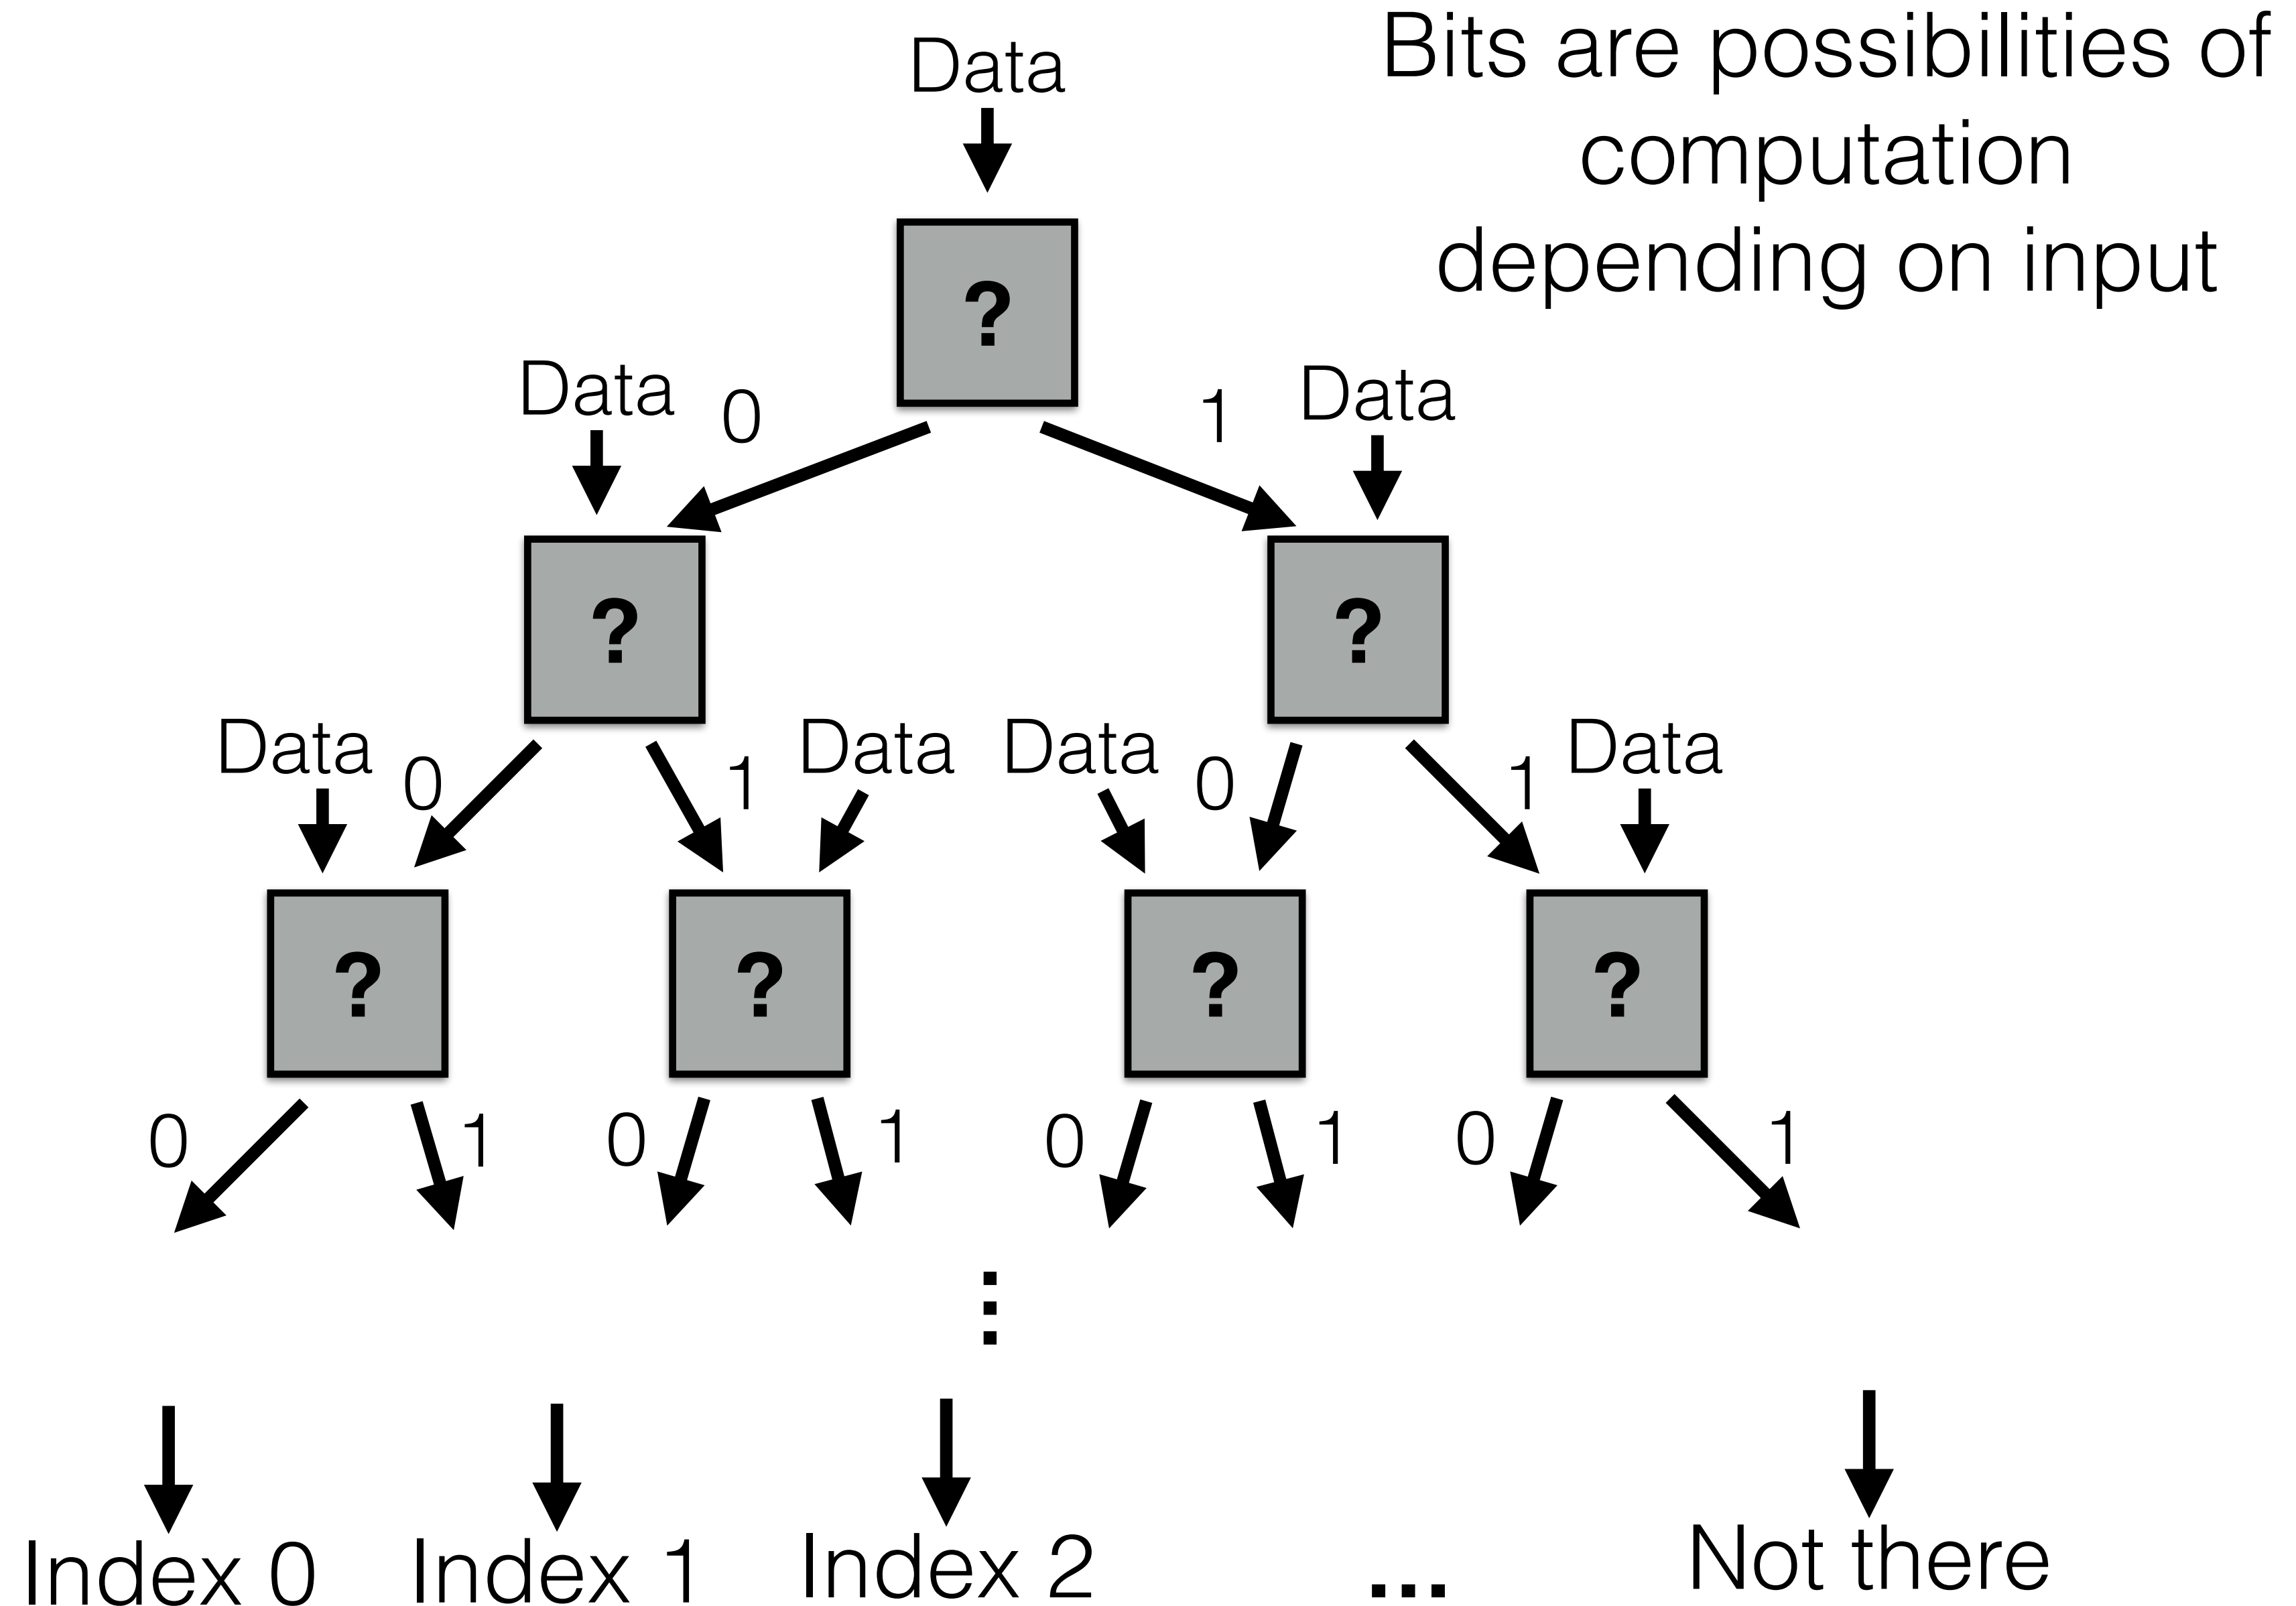 Data
Bits are possibilities of
computation
depending on input
?
Data 0 1 Data
? ?
Data 0 1 Data Data 0 1 Data
? ? ? ?
0 1 0 1 0 1 0 1
⋮
Index 0 Index 1 Index 2 ... Not there